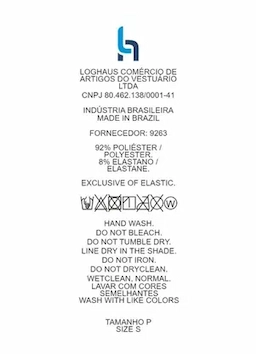 LOGHAUS COMÉRCIO DE
ARTIGOS DO VESTUÁRIO
LTDA
CNPJ 80.462.138/0001-41
INDÚSTRIA BRASILEIRA
MADE IN BRAZIL
FORNECEDOR: 9263
92% POLIÉSTER /
POLYESTER.
8% ELASTANO /
ELASTANE.
EXCLUSIVE OF ELASTIC.
HAND WASH.
DO NOT BLEACH.
DO NOT TUMBLE DRY.
LINE DRY IN THE SHADE.
DO NOT IRON.
DO NOT DRYCLEAN.
WETCLEAN, NORMAL.
LAVAR COM CORES
SEMELHANTES
WASH WITH LIKE COLORS
TAMANHO P
SIZE S